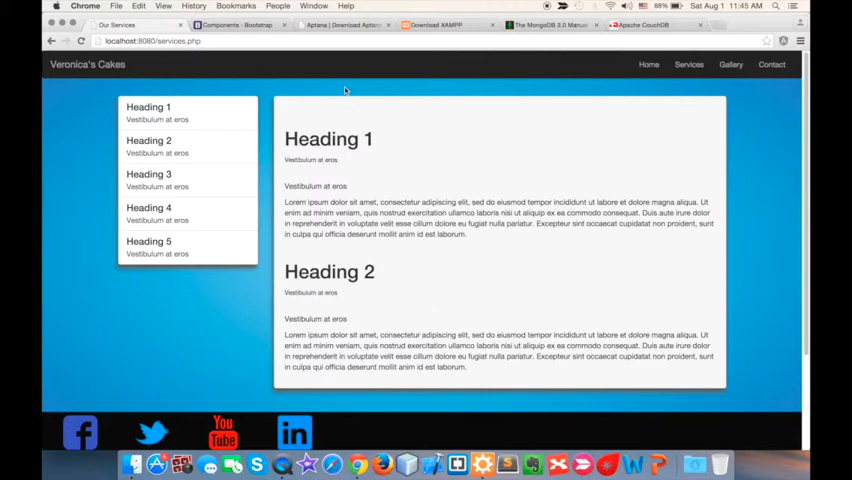 Chrome File Edit View History Bookmarks People Window Help
88% Sat Aug 1 11:45 AM
Our Services
Components · Bootstrap
Aptana | Download Aptana
Download XAMPP
The MongoDB 3.0 Manual
Apache CouchDB
localhost:8080/services.php
Veronica's Cakes
Home Services Gallery Contact
Heading 1
Vestibulum at eros
Heading 2
Vestibulum at eros
Heading 3
Vestibulum at eros
Heading 4
Vestibulum at eros
Heading 5
Vestibulum at eros
Heading 1
Vestibulum at eros
Vestibulum at eros
Lorem ipsum dolor sit amet, consectetur adipiscing elit, sed do eiusmod tempor incididunt ut labore et dolore magna aliqua. Ut
enim ad minim veniam, quis nostrud exercitation ullamco laboris nisi ut aliquip ex ea commodo consequat. Duis aute irure dolor
in reprehenderit in voluptate velit esse cillum dolore eu fugiat nulla pariatur. Excepteur sint occaecat cupidatat non proident, sunt
in culpa qui officia deserunt mollit anim id est laborum.
Heading 2
Vestibulum at eros
Vestibulum at eros
Lorem ipsum dolor sit amet, consectetur adipiscing elit, sed do eiusmod tempor incididunt ut labore et dolore magna aliqua. Ut
enim ad minim veniam, quis nostrud exercitation ullamco laboris nisi ut aliquip ex ea commodo consequat. Duis aute irure dolor
in reprehenderit in voluptate velit esse cillum dolore eu fugiat nulla pariatur. Excepteur sint occaecat cupidatat non proident, sunt
in culpa qui officia deserunt mollit anim id est laborum.
You
Tube
in